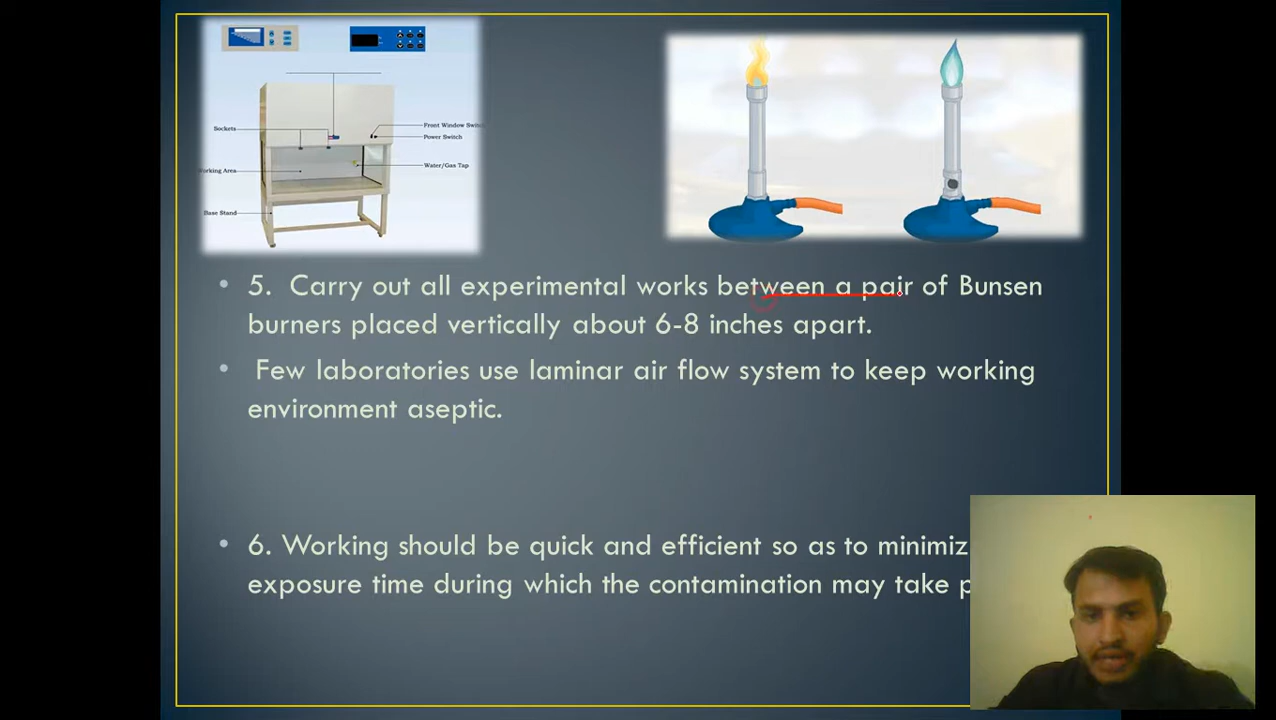 Sockets
Front Window Switch
Power Switch
Water/Gas Tap
Working Area
Base Stand
• 5. Carry out all experimental works between a pair of Bunsen
burners placed vertically about 6-8 inches apart.
• Few laboratories use laminar air flow system to keep working
environment aseptic.
• 6. Working should be quick and efficient so as to minimiz
exposure time during which the contamination may take p